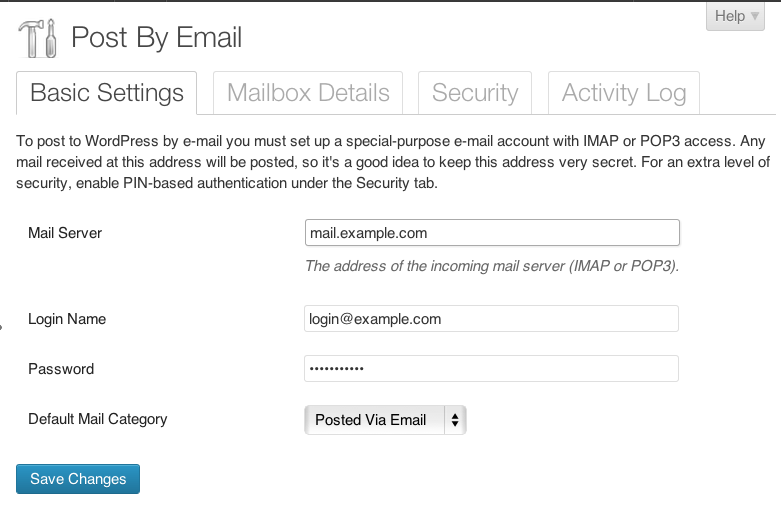 Help ▼
Post By Email
Basic Settings
Mailbox Details
Security
Activity Log
To post to WordPress by e-mail you must set up a special-purpose e-mail account with IMAP or POP3 access. Any
mail received at this address will be posted, so it's a good idea to keep this address very secret. For an extra level of
security, enable PIN-based authentication under the Security tab.
Mail Server
mail.example.com
The address of the incoming mail server (IMAP or POP3).
Login Name
login@example.com
Password
•••••••••••
Default Mail Category
Posted Via Email
Save Changes